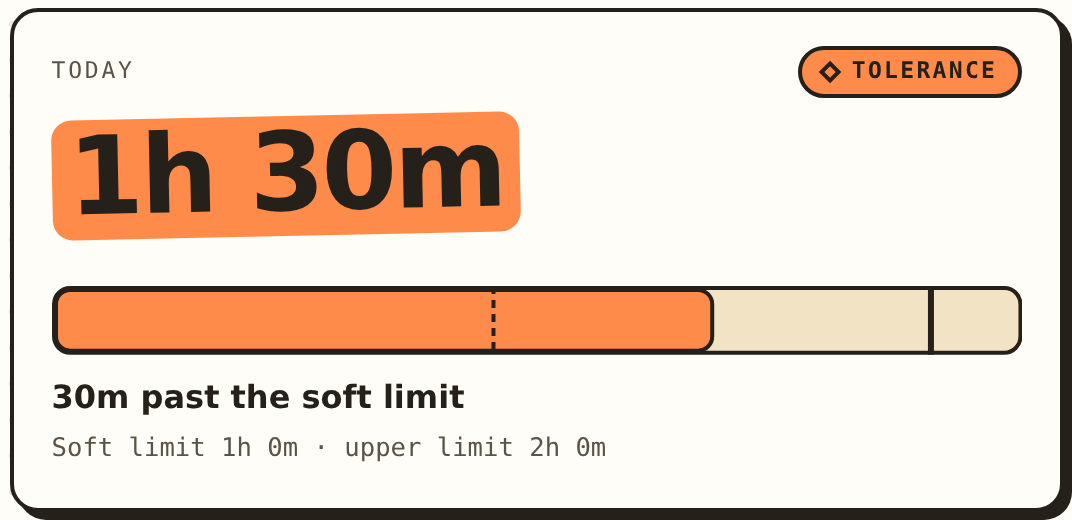 TODAY
TOLERANCE
1h 30m
30m past the soft limit
Soft limit 1h 0m · upper limit 2h 0m